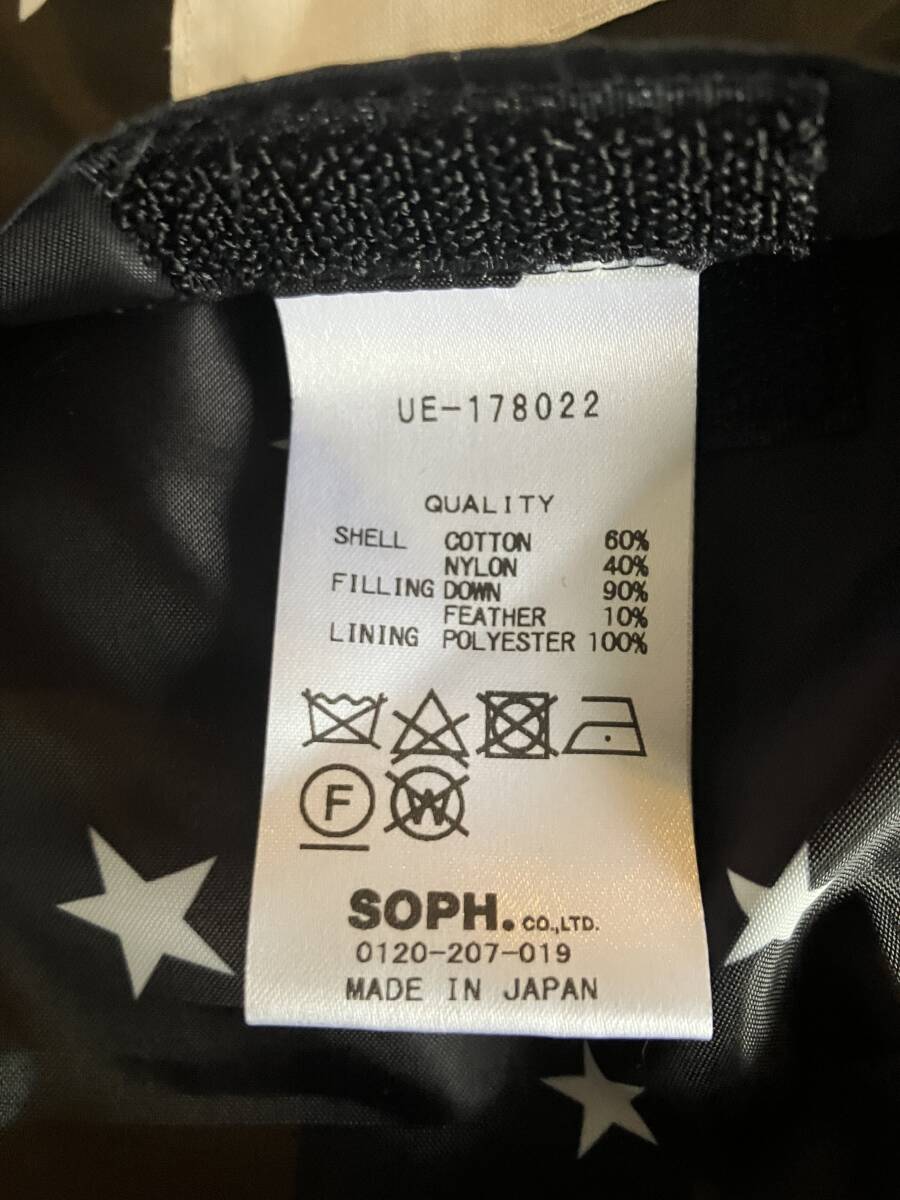 UE-178022
QUALITY
SHELL COTTON 60%
NYLON 40%
FILLING DOWN 90%
FEATHER 10%
LINING POLYESTER 100%
F W
SOPH. CO.,LTD.
0120-207-019
MADE IN JAPAN